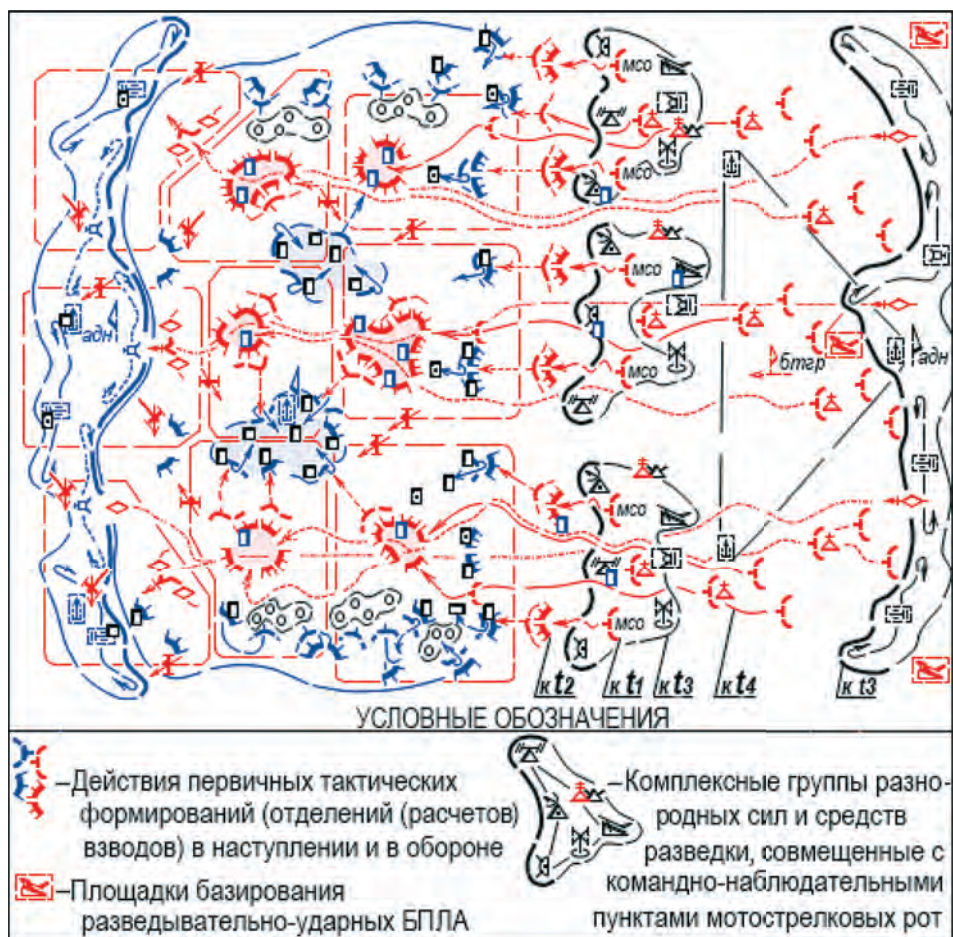 мсо
мсо
мсо
адн
бтгр
адн
мсо
мсо
мсо
к t2
к t1
к t3
к t4
к t3
УСЛОВНЫЕ ОБОЗНАЧЕНИЯ
–Действия первичных тактических
формирований (отделений (расчетов)
взводов) в наступлении и в обороне
–Площадки базирования
разведывательно-ударных БПЛА
–Комплексные группы разно-
родных сил и средств
разведки, совмещенные с
командно-наблюдательными
пунктами мотострелковых рот